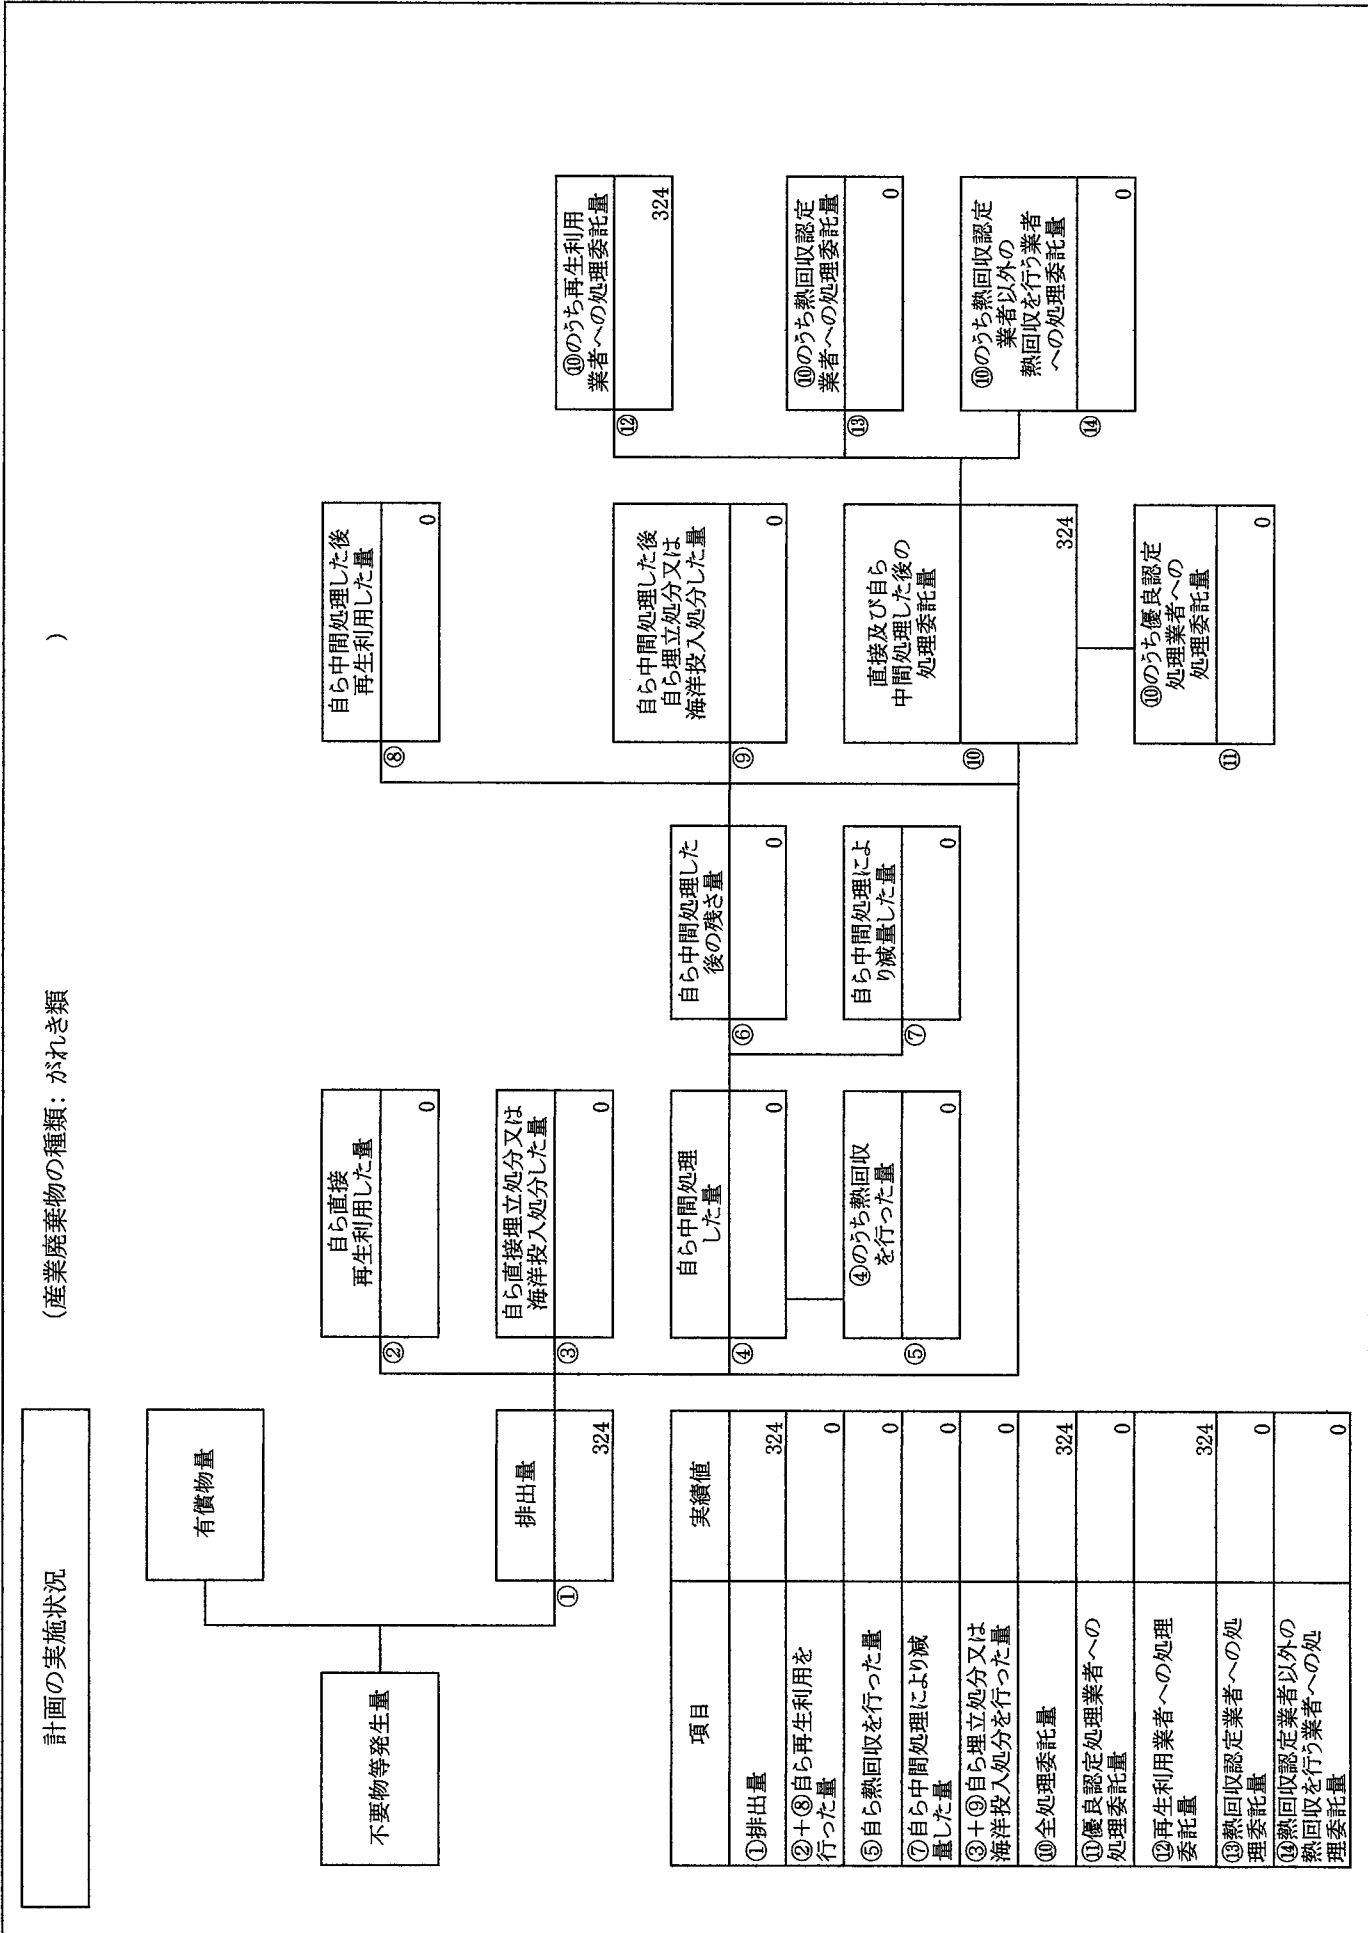 計画の実施状況
(産業廃棄物の種類: がれき類
)
不要物等発生量
有償物量
排出量
①
324
自ら直接
再生利用した量
②
0
自ら直接埋立処分又は
海洋投入処分した量
③
0
自ら中間処理
した量
④
0
④のうち熱回収
を行った量
⑤
0
自ら中間処理した
後の残さ量
⑥
0
自ら中間処理によ
り減量した量
⑦
0
自ら中間処理した後
再生利用した量
⑧
0
自ら中間処理した後
自ら埋立処分又は
海洋投入処分した量
⑨
0
直接及び自ら
中間処理した後の
処理委託量
⑩
324
⑩のうち優良認定
処理業者への
処理委託量
⑪
0
⑩のうち再生利用
業者への処理委託量
⑫
324
⑩のうち熱回収認定
業者への処理委託量
⑬
0
⑩のうち熱回収認定
業者以外の
熱回収を行う業者
への処理委託量
⑭
0
項目 実績値
①排出量 324
②+⑧自ら再生利用を
行った量 0
⑤自ら熱回収を行った量 0
⑦自ら中間処理により減
量した量 0
③+⑨自ら埋立処分又は
海洋投入処分を行った量 0
⑩全処理委託量 324
⑪優良認定処理業者への
処理委託量 0
⑫再生利用業者への処理
委託量 324
⑬熱回収認定業者への処
理委託量 0
⑭熱回収認定業者以外の
熱回収を行う業者への処
理委託量 0